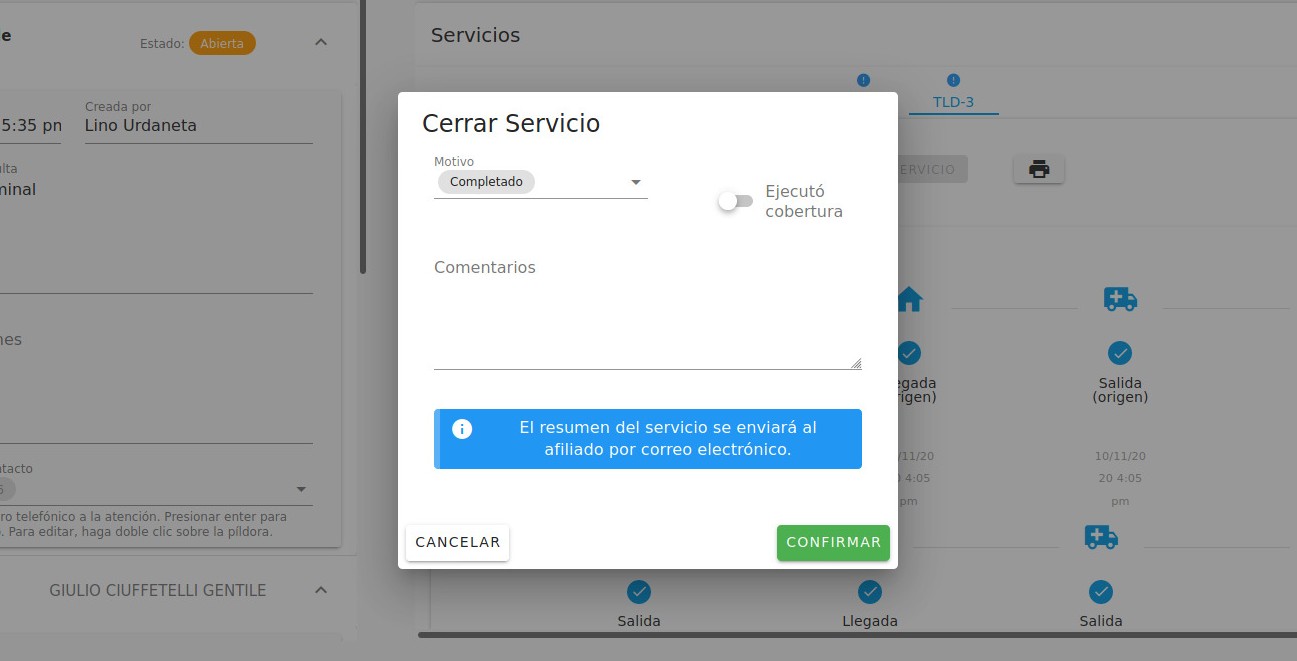 e
Estado: Abierta
Servicios
Creada por
5:35 pm
Lino Urdaneta
TLD-3
ulta
minal
ERVICIO
Cerrar Servicio
Motivo
Completado
Ejecutó
cobertura
Comentarios
nes
egada
rigen)
Salida
(origen)
El resumen del servicio se enviará al
afiliado por correo electrónico.
/11/20
0 4:05
pm
10/11/20
20 4:05
pm
ntacto
6
ro telefónico a la atención. Presionar enter para
. Para editar, haga doble clic sobre la píldora.
CANCELAR
CONFIRMAR
GIULIO CIUFFETELLI GENTILE
Salida
Llegada
Salida